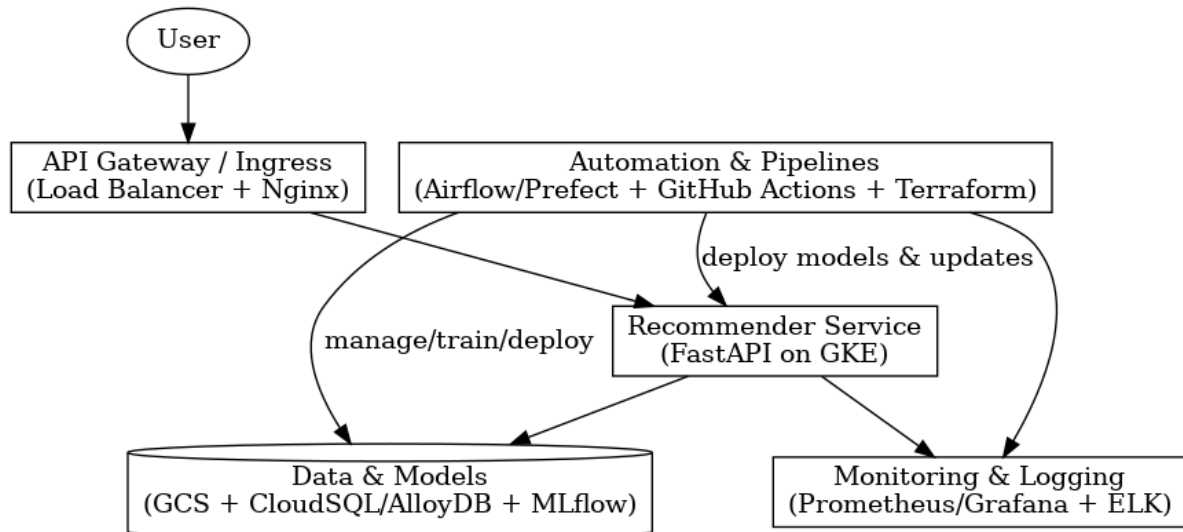 User
API Gateway / Ingress
(Load Balancer + Nginx)
Automation & Pipelines
(Airflow/Prefect + GitHub Actions + Terraform)
deploy models & updates
Recommender Service
(FastAPI on GKE)
manage/train/deploy
Data & Models
(GCS + CloudSQL/AlloyDB + MLflow)
Monitoring & Logging
(Prometheus/Grafana + ELK)